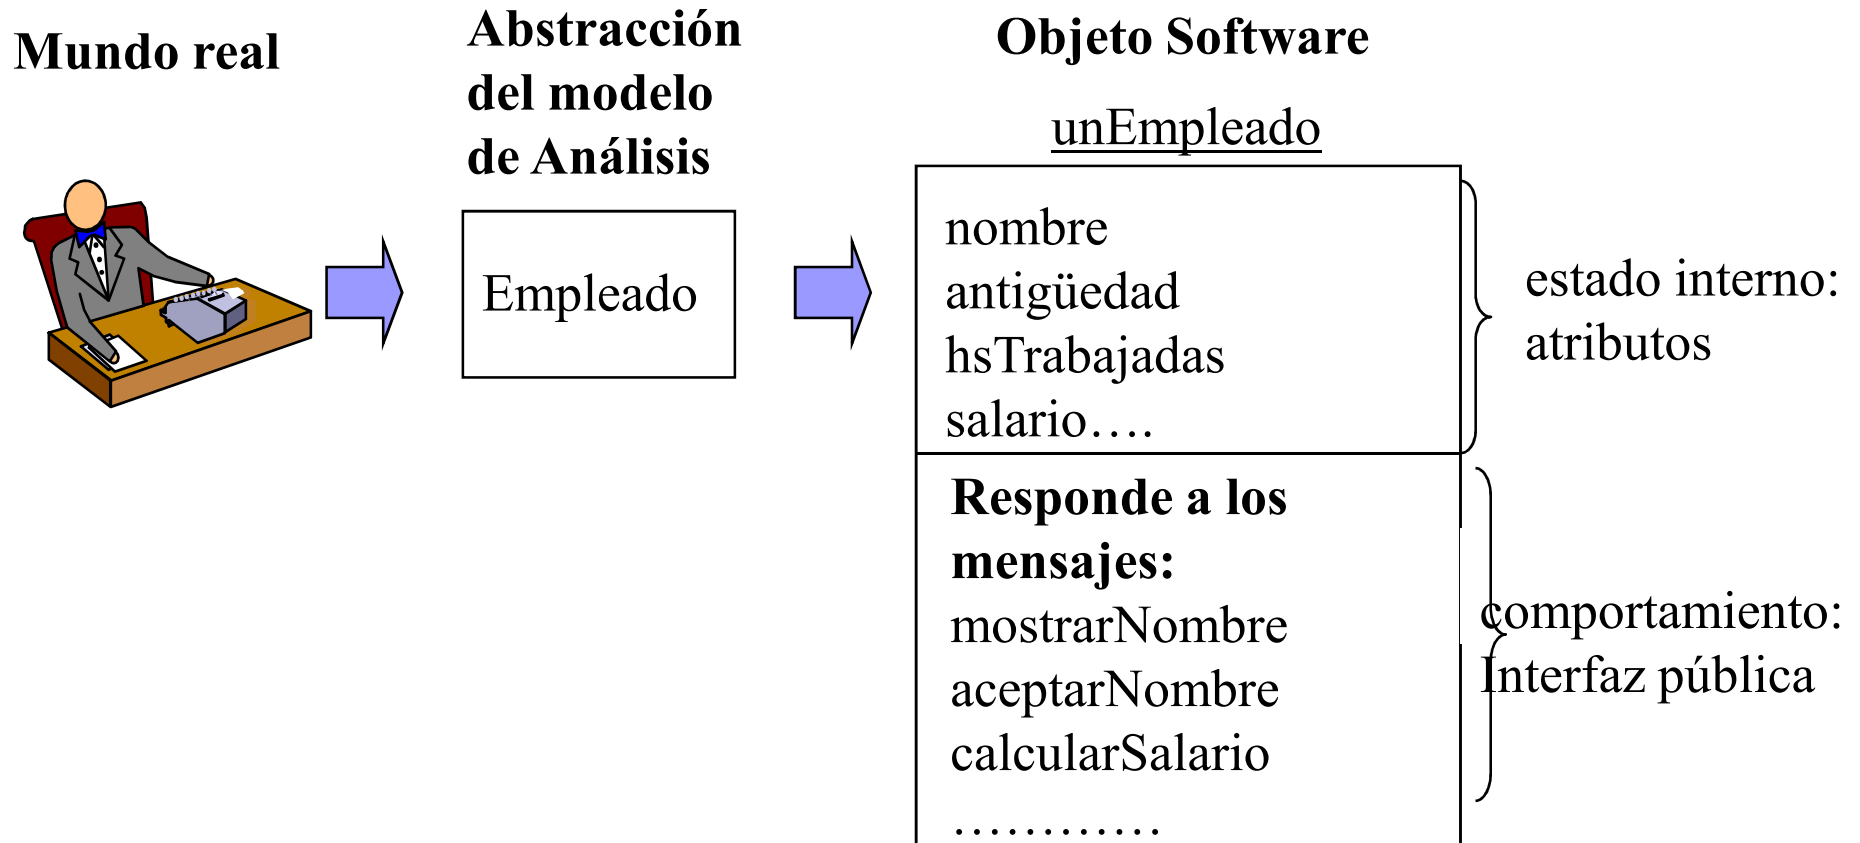 Mundo real
Abstracción
del modelo
de Análisis
Empleado
Objeto Software
unEmpleado
nombre
antigüedad
hsTrabajadas
salario….
estado interno:
atributos
Responde a los
mensajes:
mostrarNombre
aceptarNombre
calcularSalario
…………
comportamiento:
Interfaz pública